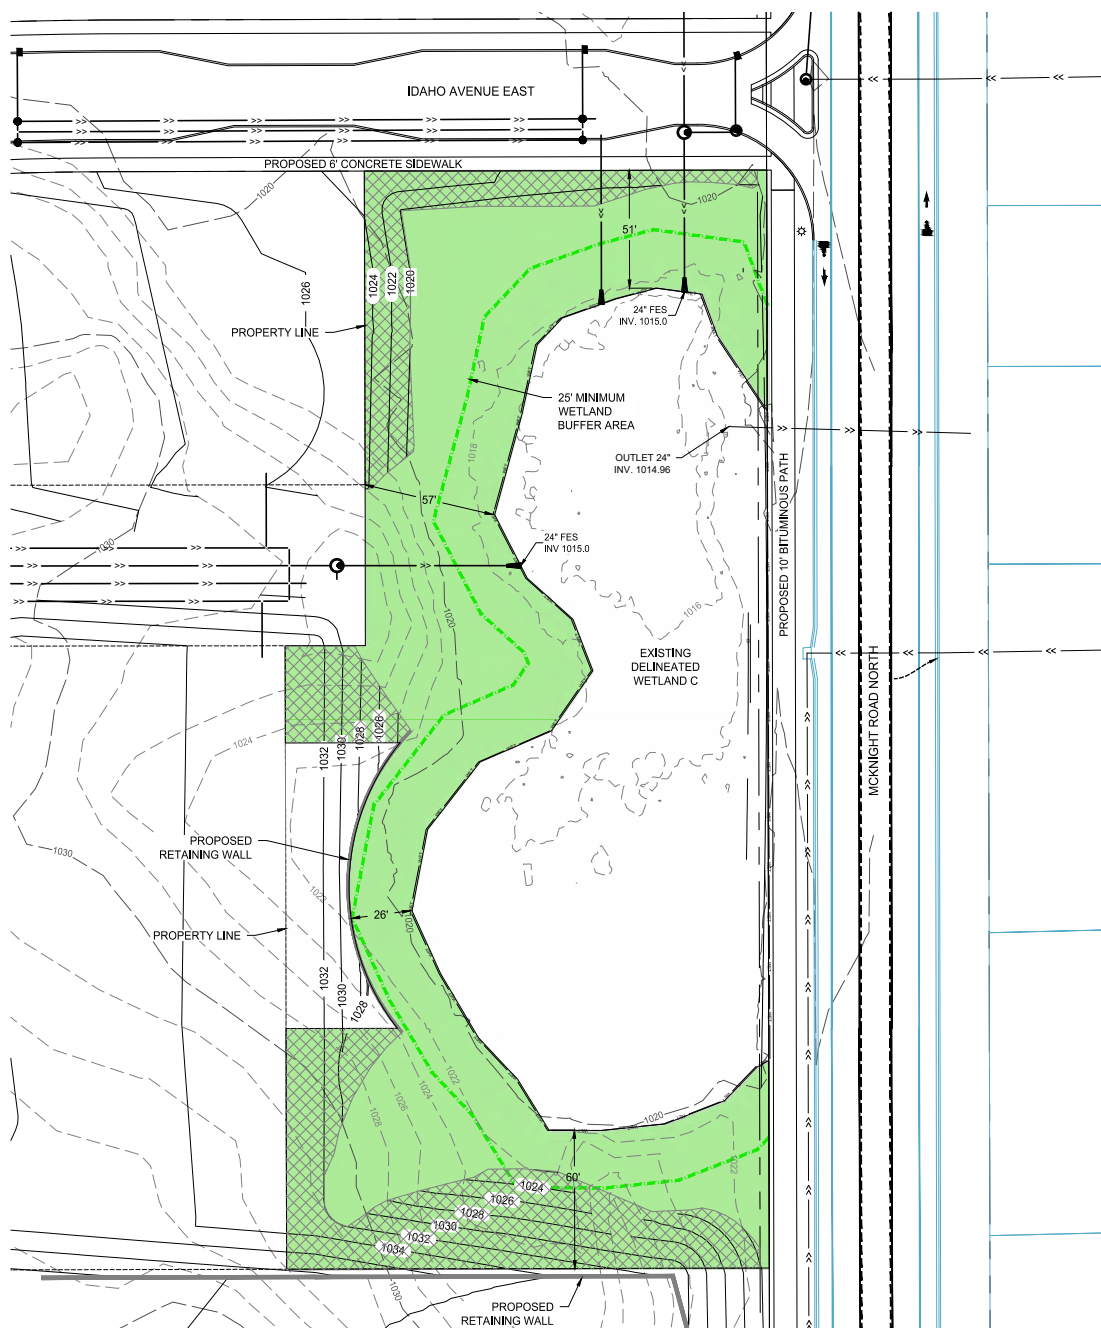 IDAHO AVENUE EAST
PROPOSED 6' CONCRETE SIDEWALK
1020
1020
51'
1024
1022
1020
1026
PROPERTY LINE
24" FES
INV. 1015.0
25' MINIMUM
WETLAND
BUFFER AREA
1018
OUTLET 24"
INV. 1014.96
57'
PROPOSED 10' BITUMINOUS PATH
24" FES
INV 1015.0
1030
1016
1020
EXISTING
DELINEATED
WETLAND C
MCKNIGHT ROAD NORTH
1024
1032
1030
1028
1026
PROPOSED
RETAINING WALL
1030
1022
26'
1020
PROPERTY LINE
1032
1030
1028
1022
1024
1026
1028
1020
1022
60'
1024
1026
1028
1030
1032
1034
1030
PROPOSED
RETAINING WALL